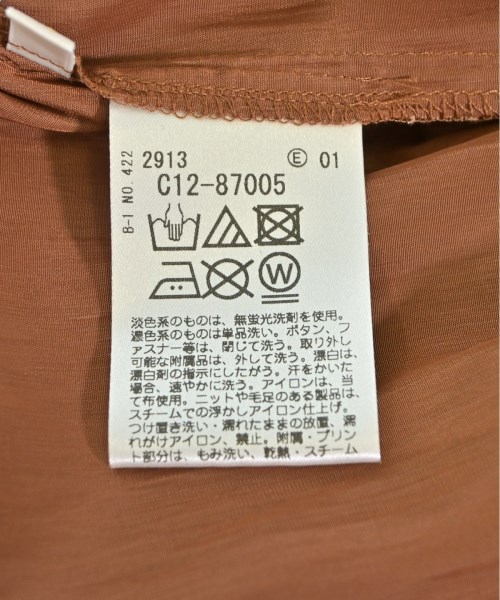 B-1 NO. 422
2913 Ⓔ 01
C12-87005
W
淡色系のものは、無蛍光洗剤を使用。
濃色系のものは単品洗い。ボタン、フ
ァスナー等は、閉じて洗う。取り外し
可能な附属品は、外して洗う。漂白は、
漂白剤の指示にしたがう。汗をかいた
場合、速やかに洗う。アイロンは、当
て布使用。ニットや毛足のある製品は、
スチームでの浮かしアイロン仕上げ。
つけ置き洗い・濡れたままの放置、濡
れがけアイロン、禁止。附属・プリン
ト部分は、もみ洗い、乾熱・スチーム